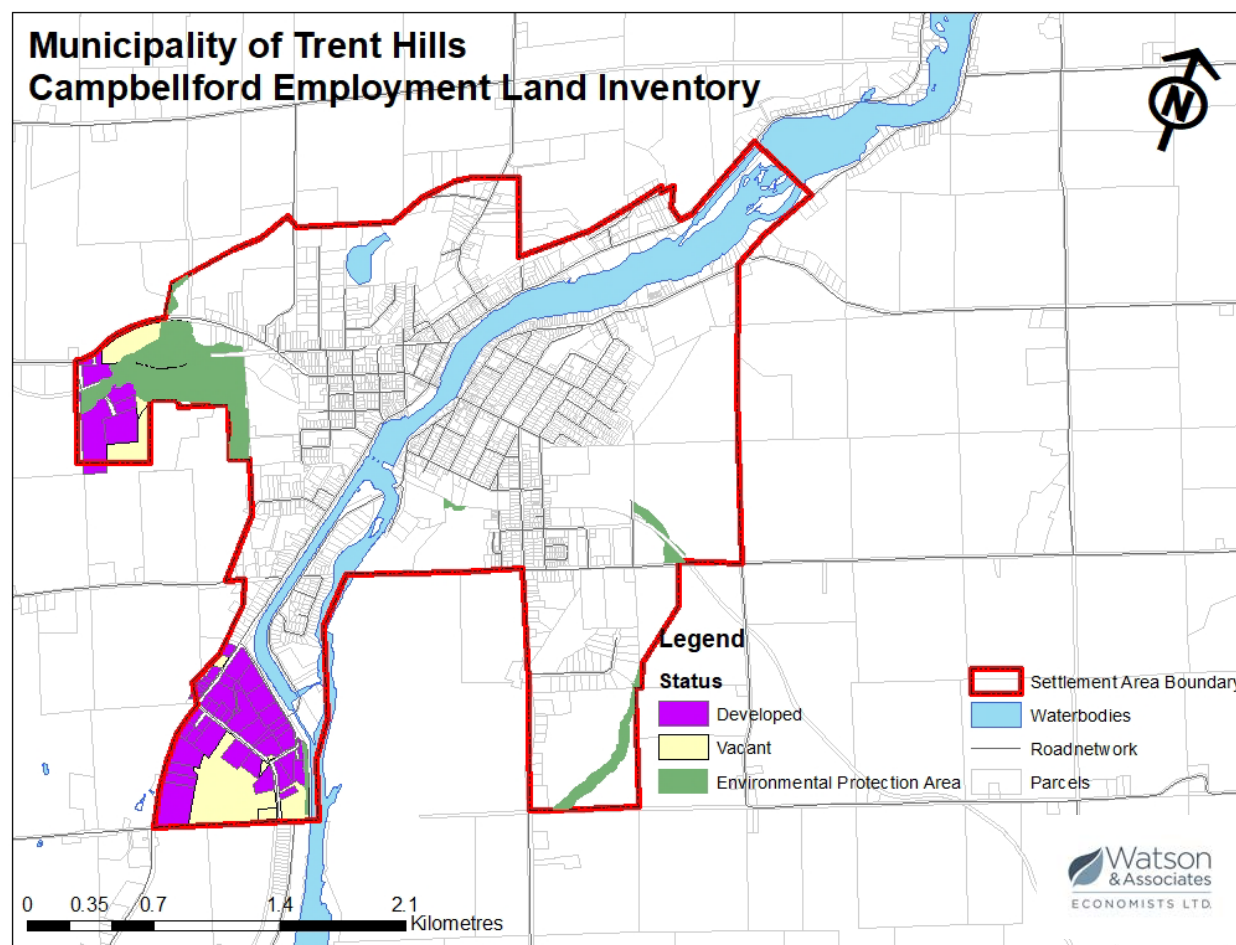 Municipality of Trent Hills
Campbellford Employment Land Inventory
N
Legend
Status
Developed
Vacant
Environmental Protection Area
Settlement Area Boundary
Waterbodies
Roadnetwork
Parcels
Watson
& Associates
ECONOMISTS LTD.
0 0.35 0.7 1.4 2.1
Kilometres